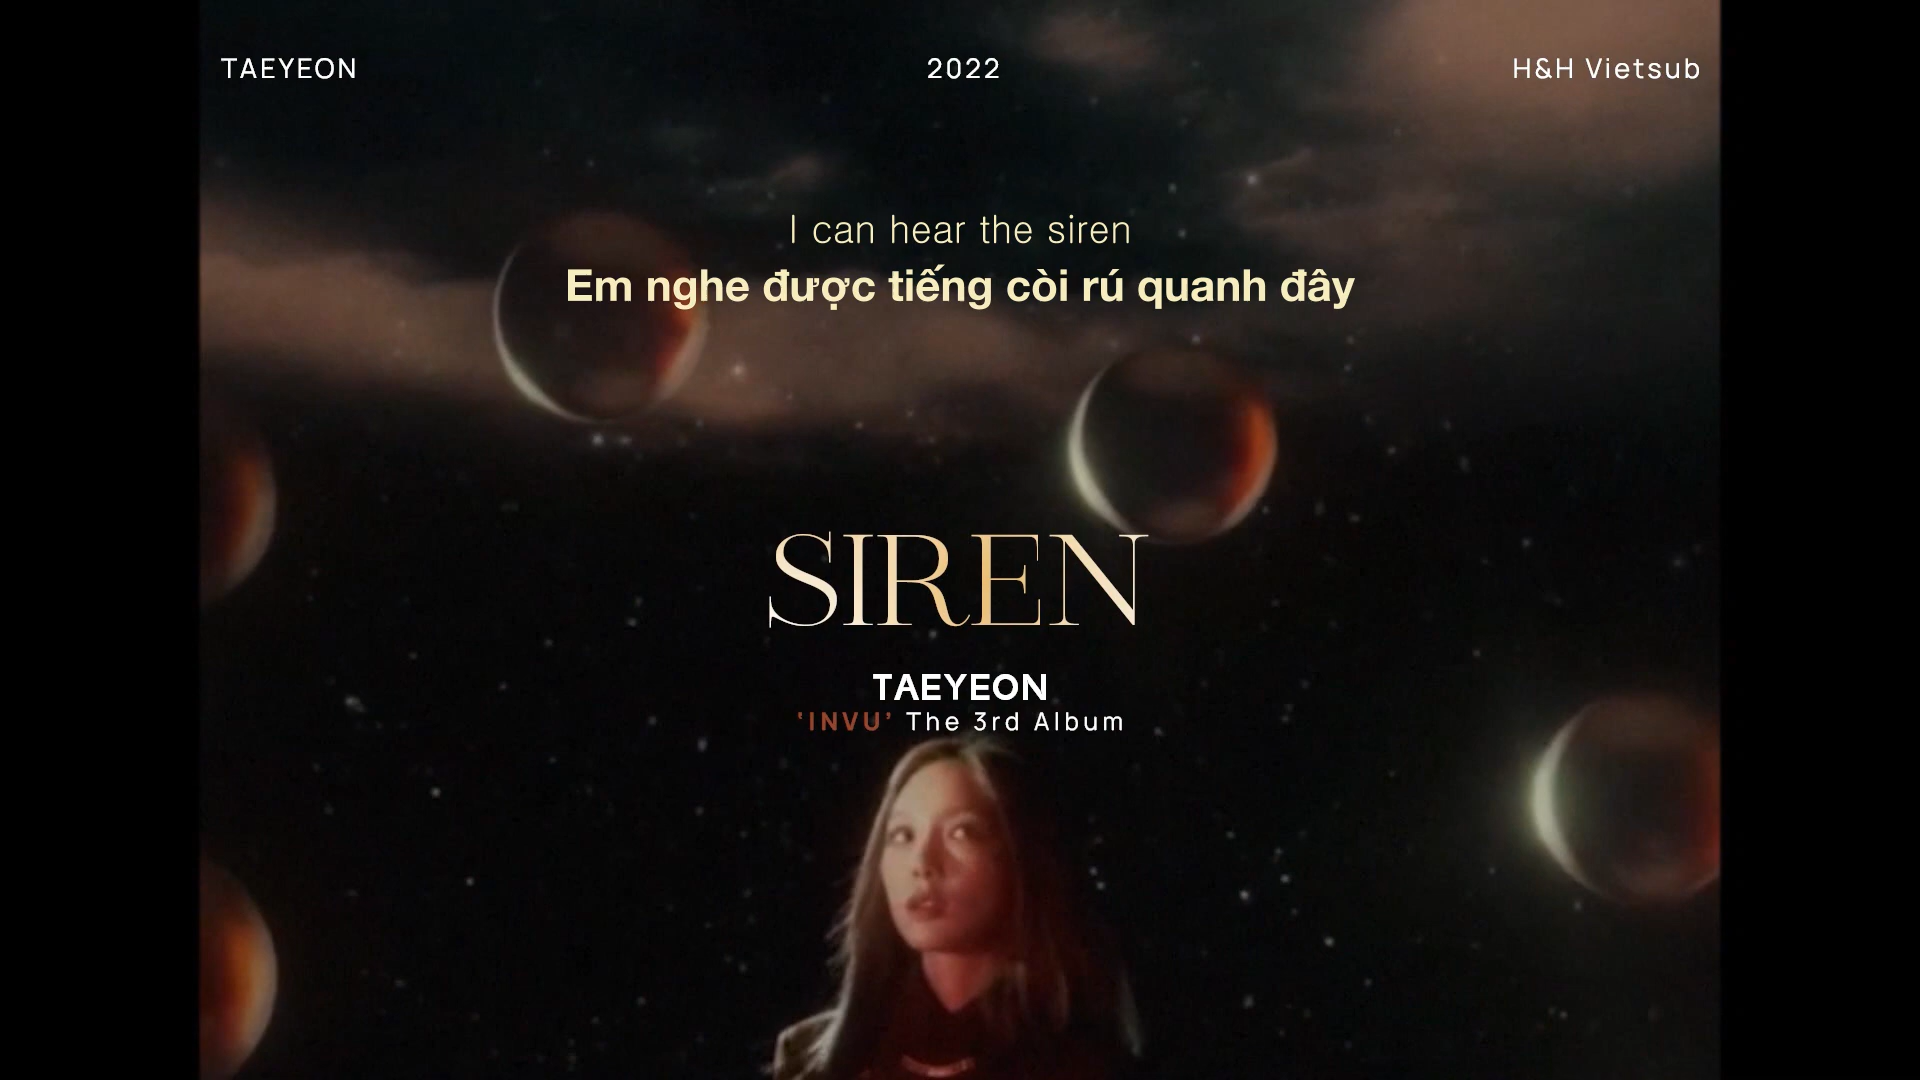 TAEYEON
2022
H&H Vietsub
I can hear the siren
Em nghe được tiếng còi rú quanh đây
SIREN
TAEYEON
‘INVU’ The 3rd Album